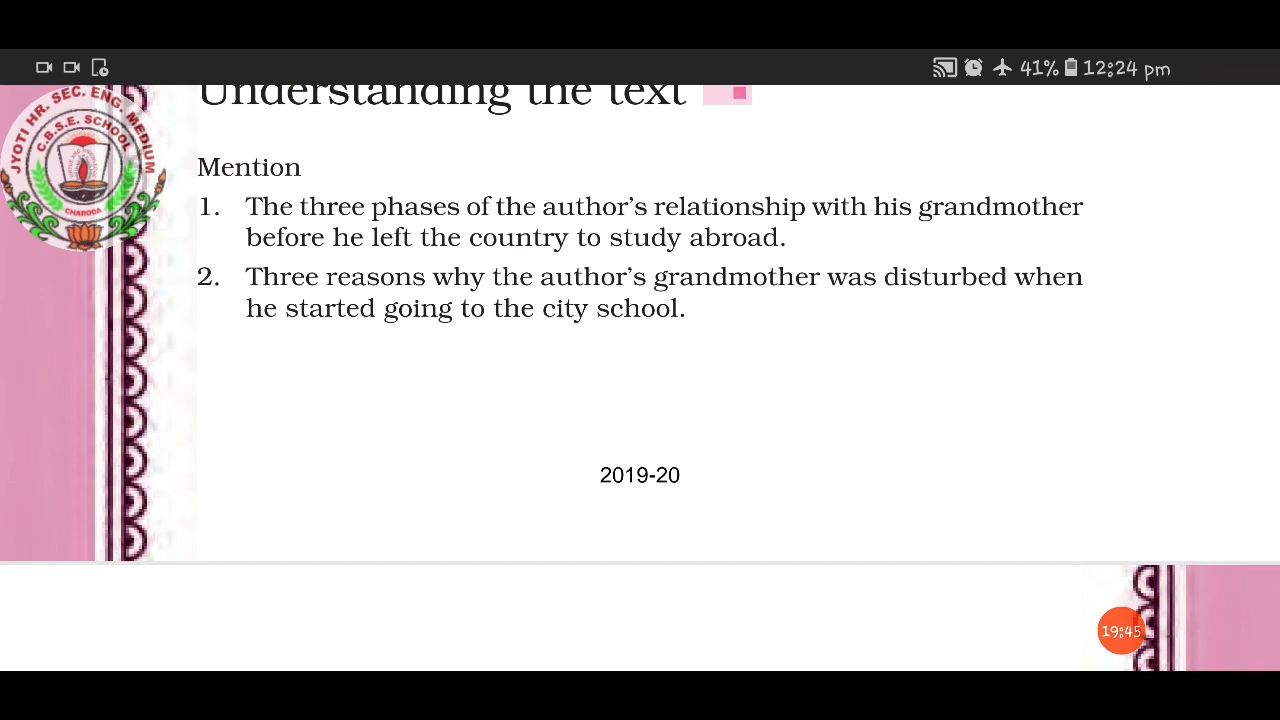 41% 12:24 pm
Understanding the text
JYOTI HR. SEC. ENG. MEDIUM
C.B.S.E. SCHOOL
CHARODA
Mention
1. The three phases of the author's relationship with his grandmother
before he left the country to study abroad.
2. Three reasons why the author's grandmother was disturbed when
he started going to the city school.
2019-20
19:45